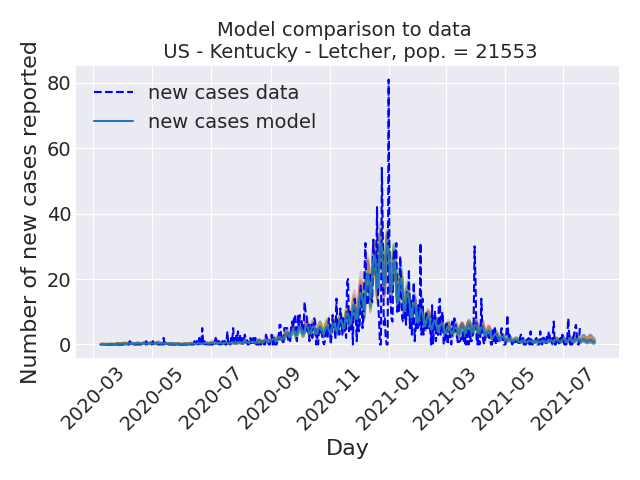 Model comparison to data
US - Kentucky - Letcher, pop. = 21553
Number of new cases reported
80
60
40
20
0
new cases data
new cases model
2020-03
2020-05
2020-07
2020-09
2020-11
2021-01
2021-03
2021-05
2021-07
Day